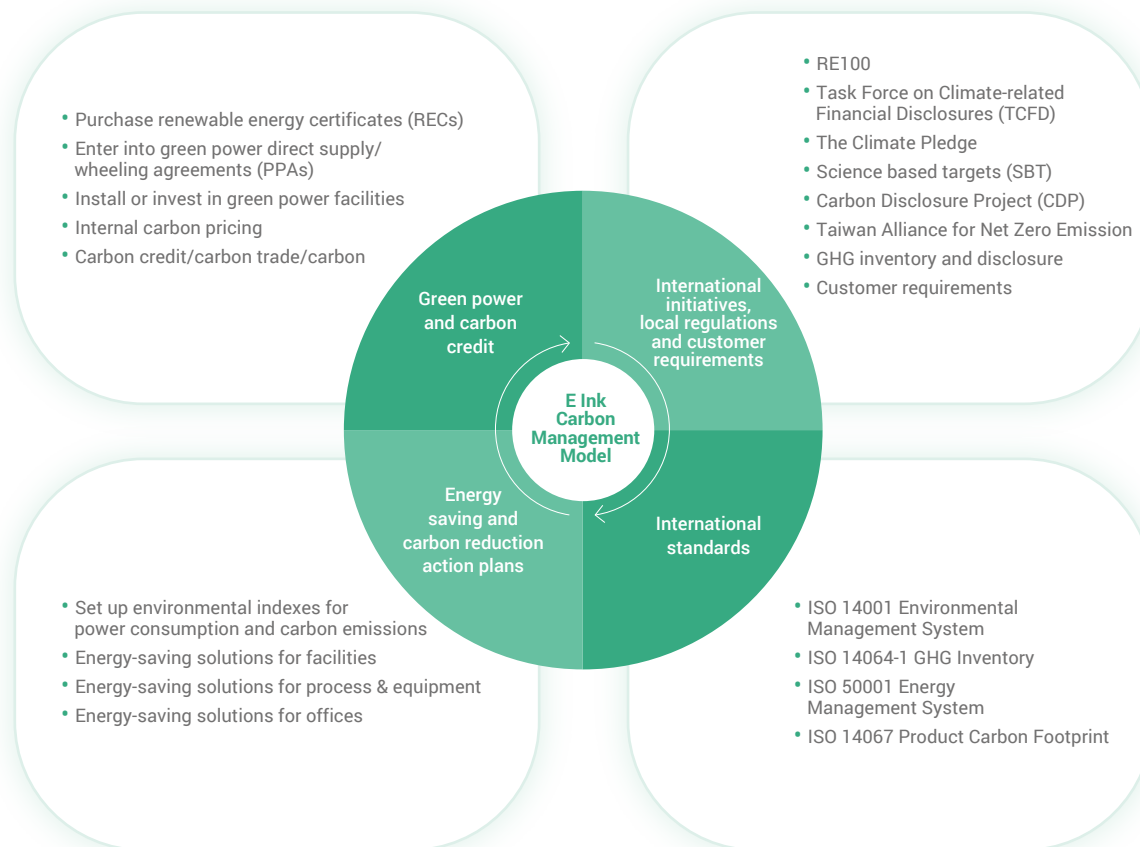 • Purchase renewable energy certificates (RECs)
• Enter into green power direct supply/
wheeling agreements (PPAs)
• Install or invest in green power facilities
• Internal carbon pricing
• Carbon credit/carbon trade/carbon
• RE100
• Task Force on Climate-related
Financial Disclosures (TCFD)
• The Climate Pledge
• Science based targets (SBT)
• Carbon Disclosure Project (CDP)
• Taiwan Alliance for Net Zero Emission
• GHG inventory and disclosure
• Customer requirements
Green power
and carbon
credit
International
initiatives,
local regulations
and customer
requirements
E Ink
Carbon
Management
Model
Energy
saving and
carbon reduction
action plans
International
standards
• Set up environmental indexes for
power consumption and carbon emissions
• Energy-saving solutions for facilities
• Energy-saving solutions for process & equipment
• Energy-saving solutions for offices
• ISO 14001 Environmental
Management System
• ISO 14064-1 GHG Inventory
• ISO 50001 Energy
Management System
• ISO 14067 Product Carbon Footprint